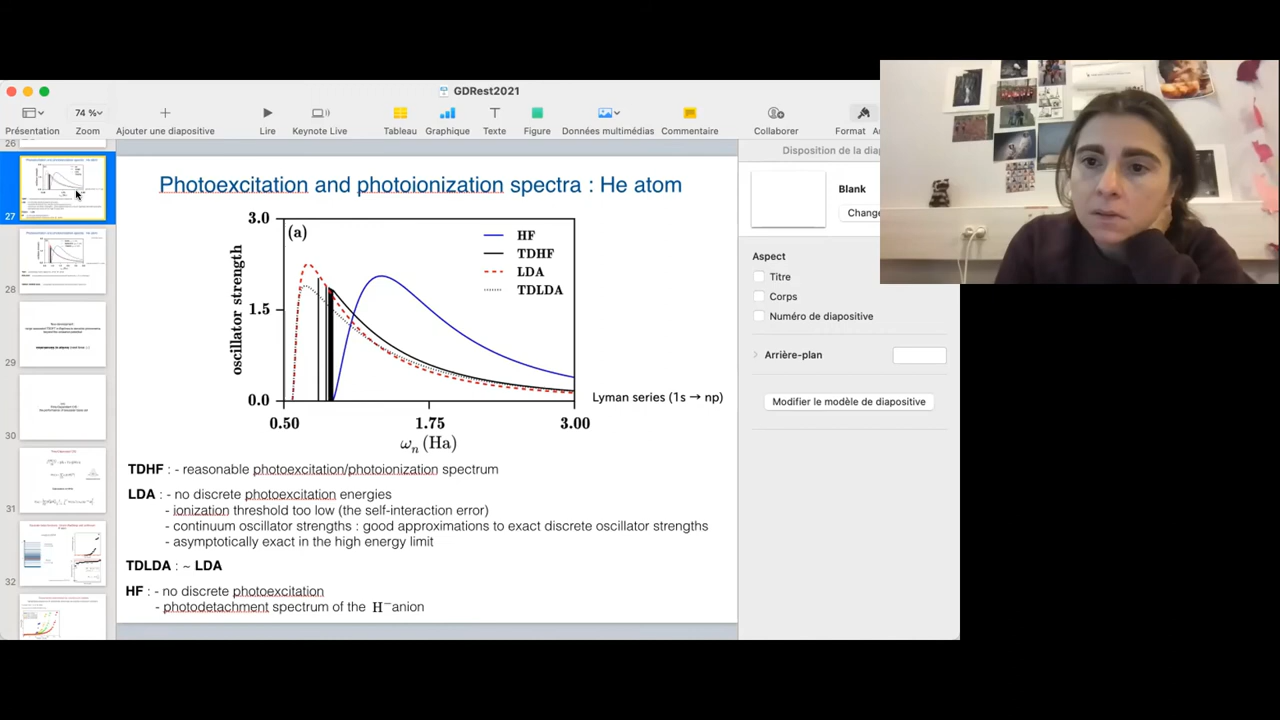 GDRest2021
74 %
Présentation
Zoom
Ajouter une diapositive
Lire
Keynote Live
Tableau
Graphique
Texte
Figure
Données multimédias
Commentaire
Collaborer
Format
26
27
28
29
30
31
32
Photoexcitation and photoionization spectra : He atom
(a)
HF
TDHF
LDA
TDLDA
oscillator strength
3.0
1.5
0.0
0.50
1.75
3.00
ωn (Ha)
Lyman series (1s → np)
TDHF : - reasonable photoexcitation/photoionization spectrum
LDA : - no discrete photoexcitation energies
- ionization threshold too low (the self-interaction error)
- continuum oscillator strengths : good approximations to exact discrete oscillator strengths
- asymptotically exact in the high energy limit
TDLDA : ~ LDA
HF : - no discrete photoexcitation
- photodetachment spectrum of the H⁻ anion
Disposition de la diap
Blank
Change
Aspect
Titre
Corps
Numéro de diapositive
Arrière-plan
Modifier le modèle de diapositive